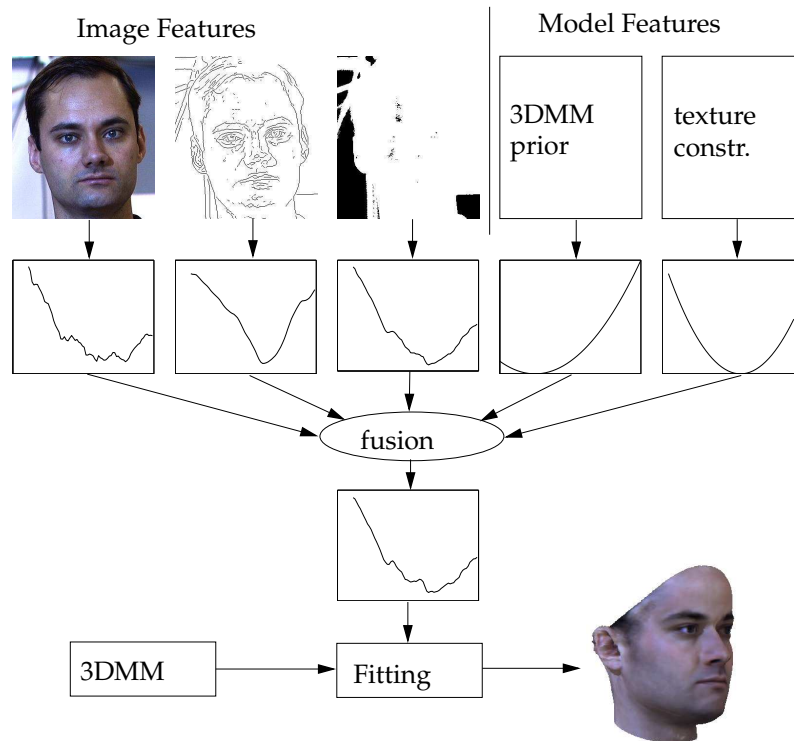 Image Features
Model Features
3DMM
prior
texture
constr.
fusion
3DMM
Fitting